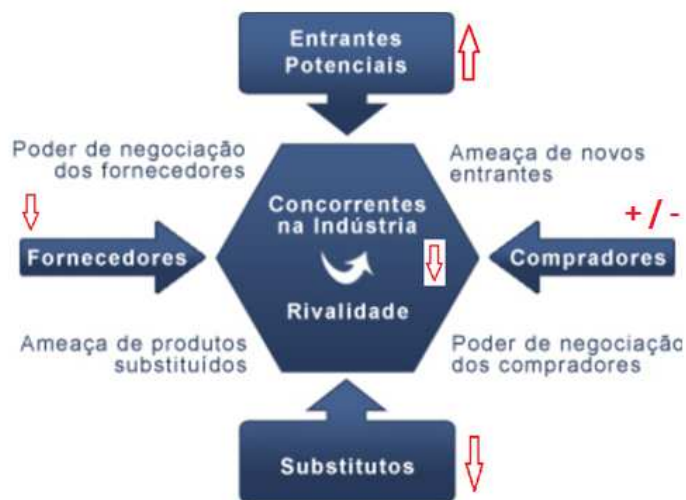 Entrantes
Potenciais
Poder de negociação
dos fornecedores
Ameaça de novos
entrantes
Concorrentes
na Indústria
+ / -
Fornecedores
Compradores
Rivalidade
Ameaça de produtos
substituídos
Poder de negociação
dos compradores
Substitutos